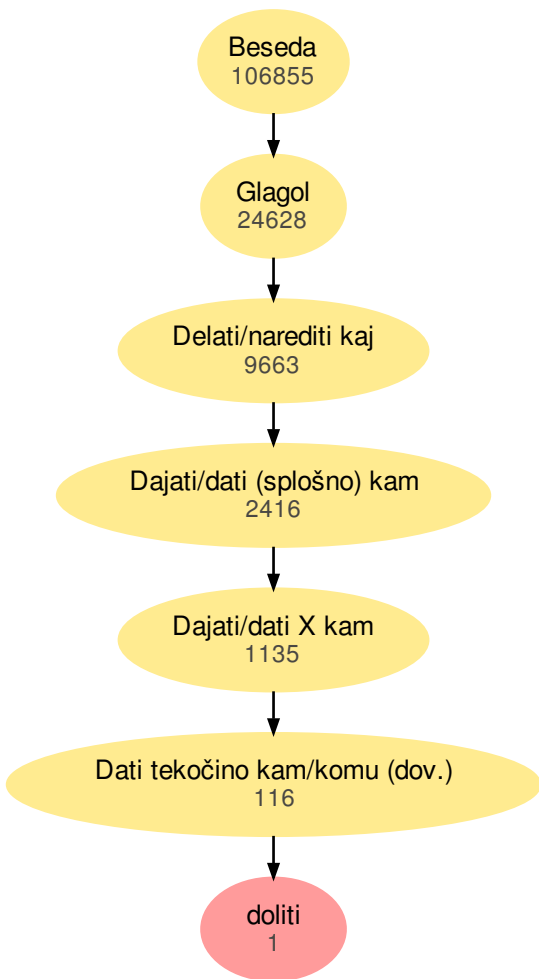 Beseda
106855
Glagol
24628
Delati/narediti kaj
9663
Dajati/dati (splošno) kam
2416
Dajati/dati X kam
1135
Dati tekočino kam/komu (dov.)
116
doliti
1